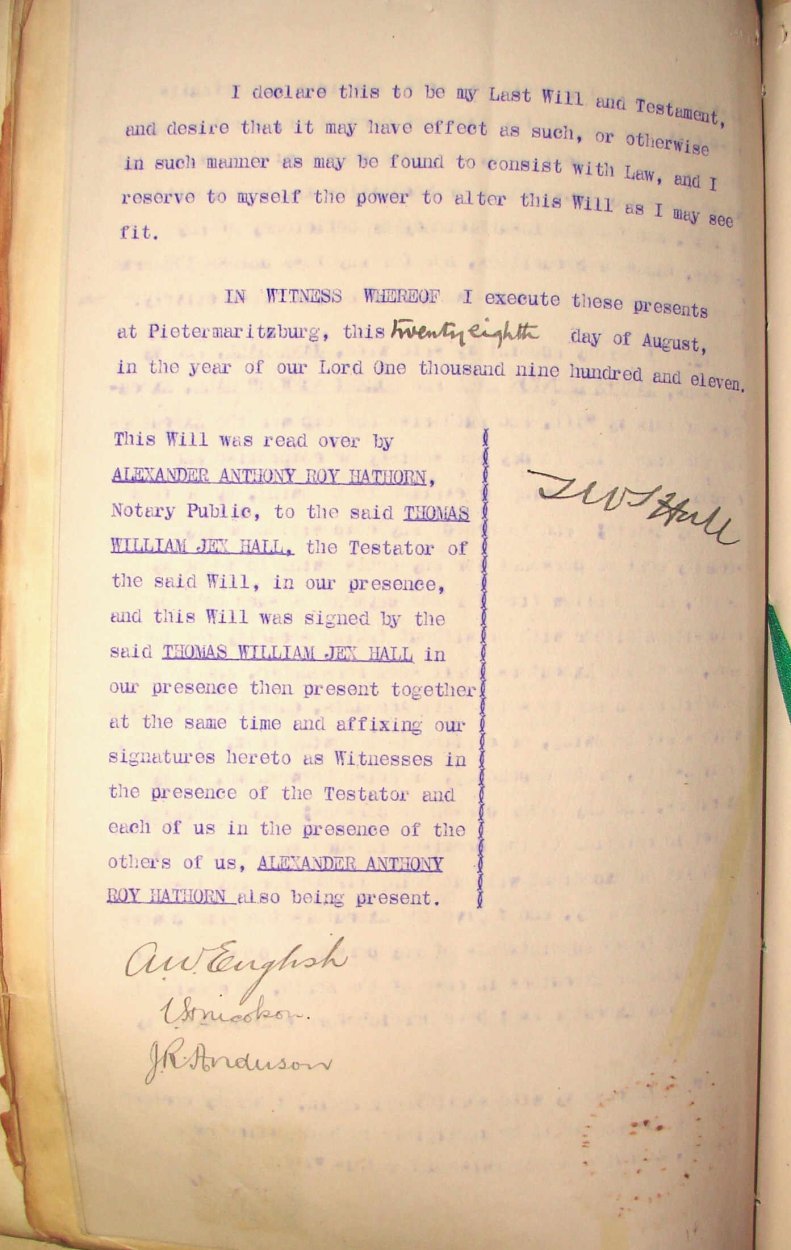 I declare this to be my Last Will and Testament,
and desire that it may have effect as such, or otherwise
in such manner as may be found to consist with Law, and I
reserve to myself the power to alter this Will as I may see
fit.
IN WITNESS WHEREOF I execute these presents
at Pietermaritzburg, this twenty eighth day of August,
in the year of our Lord One thousand nine hundred and eleven.
This Will was read over by
ALEXANDER ANTHONY ROY HATHORN,
Notary Public, to the said THOMAS
WILLIAM JEX HALL, the Testator of
the said Will, in our presence,
and this Will was signed by the
said THOMAS WILLIAM JEX HALL in
our presence then present together
at the same time and affixing our
signatures hereto as Witnesses in
the presence of the Testator and
each of us in the presence of the
others of us, ALEXANDER ANTHONY
ROY HATHORN also being present.
T W J Hall
A.W. English
J.R. Anderson